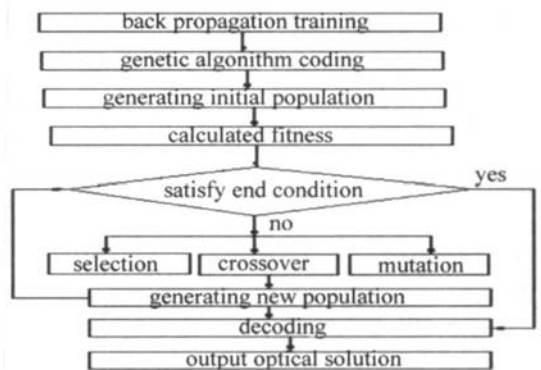 back propagation training
genetic algorithm coding
generating initial population
calculated fitness
satisfy end condition
yes
no
selection
crossover
mutation
generating new population
decoding
output optical solution